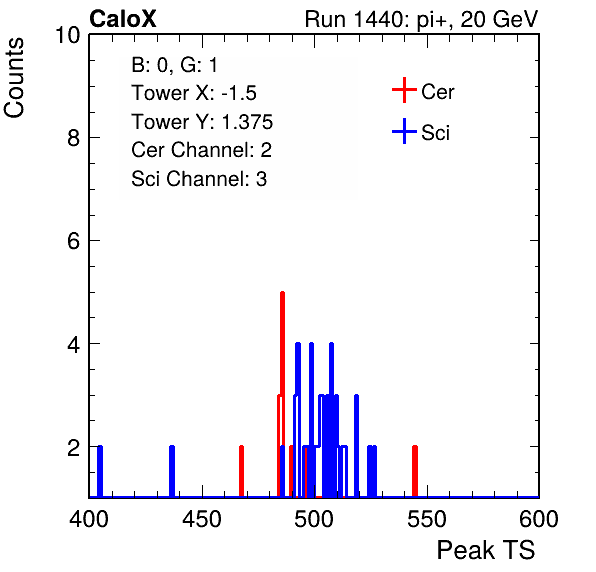 CaloX Run 1440: pi+, 20 GeV
Counts
10
8
6
4
2
B: 0, G: 1
Tower X: -1.5
Tower Y: 1.375
Cer Channel: 2
Sci Channel: 3
Cer
Sci
400 450 500 550 600
Peak TS